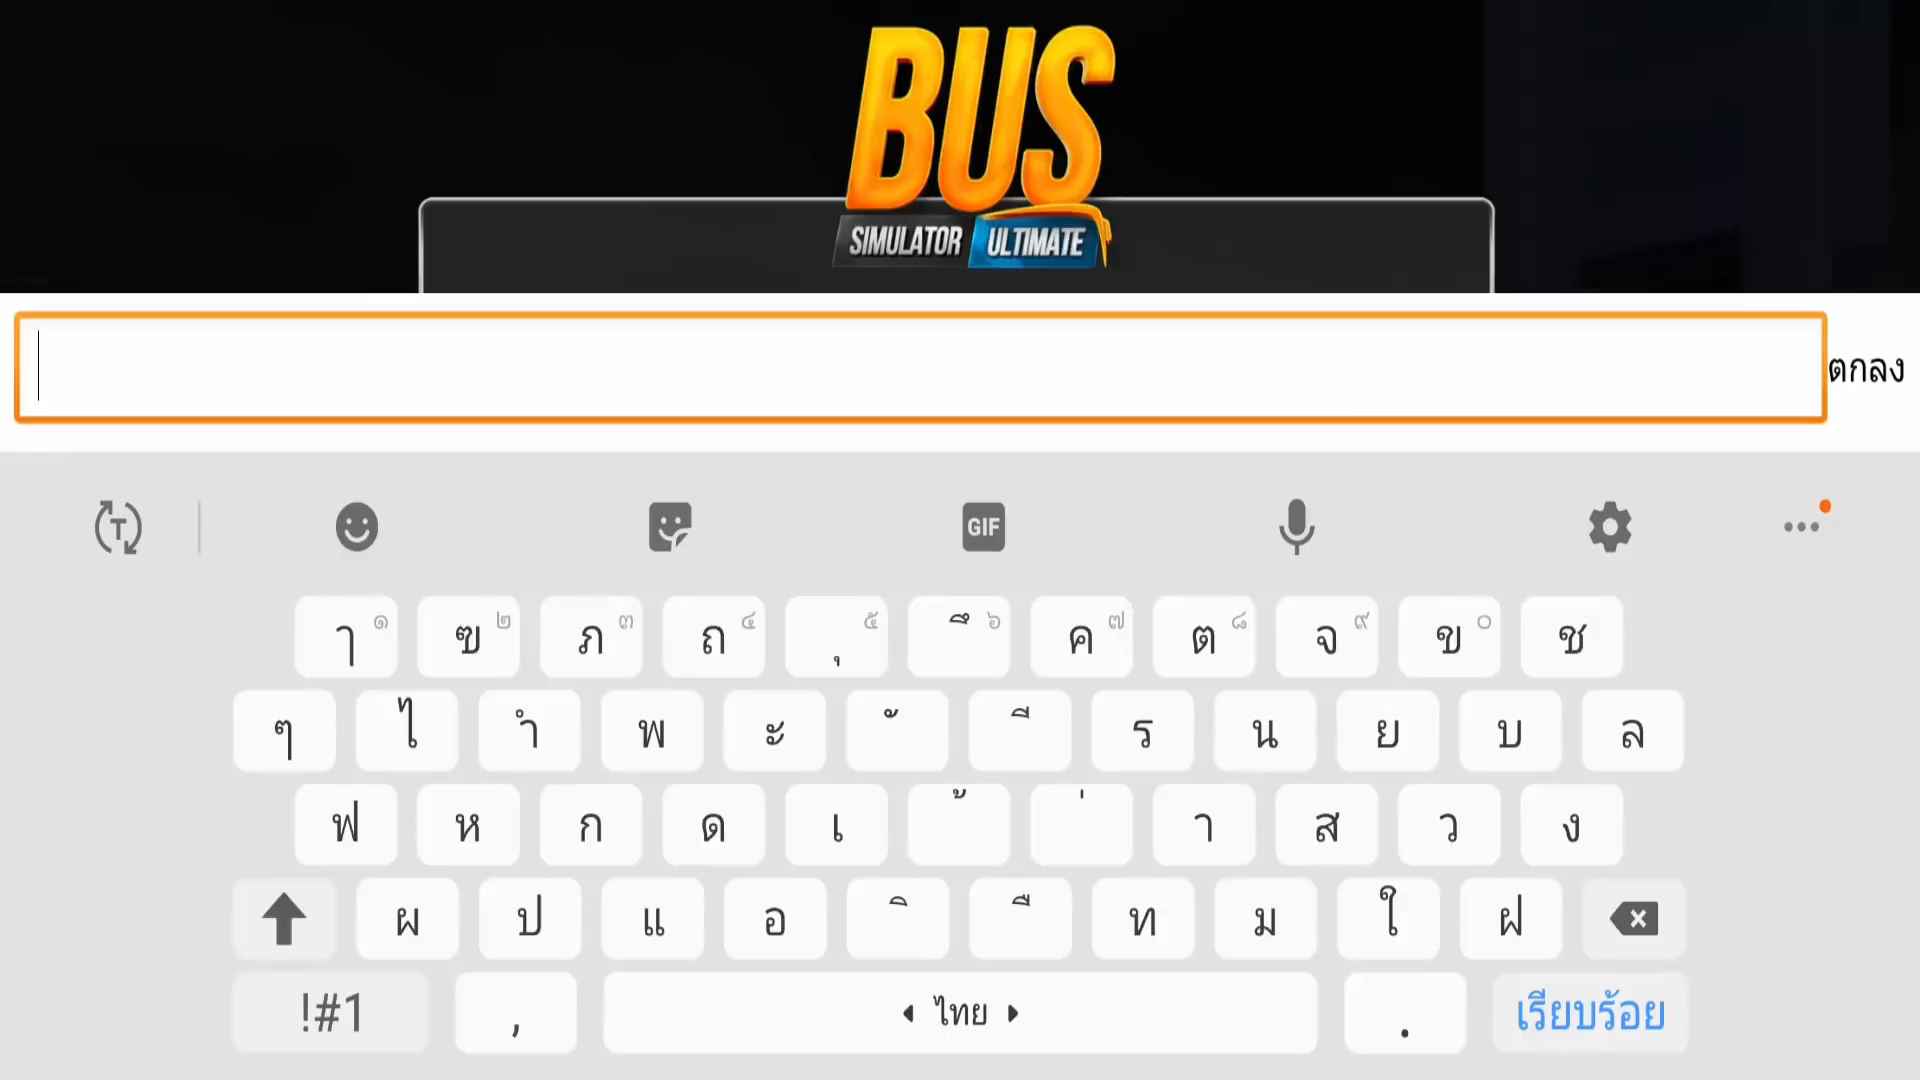 BUS
SIMULATOR ULTIMATE
ตกลง
GIF
ๅ ๑ ฃ ๒ ภ ๓ ถ ๔ ุ ๕ ึ ๖ ค ๗ ต ๘ จ ๙ ข ๐ ช
ๆ ไ ำ พ ะ ั ี ร น ย บ ล
ฟ ห ก ด เ ้ ่ า ส ว ง
ผ ป แ อ ิ ื ท ม ใ ฝ
!#1 , ไทย . เรียบร้อย